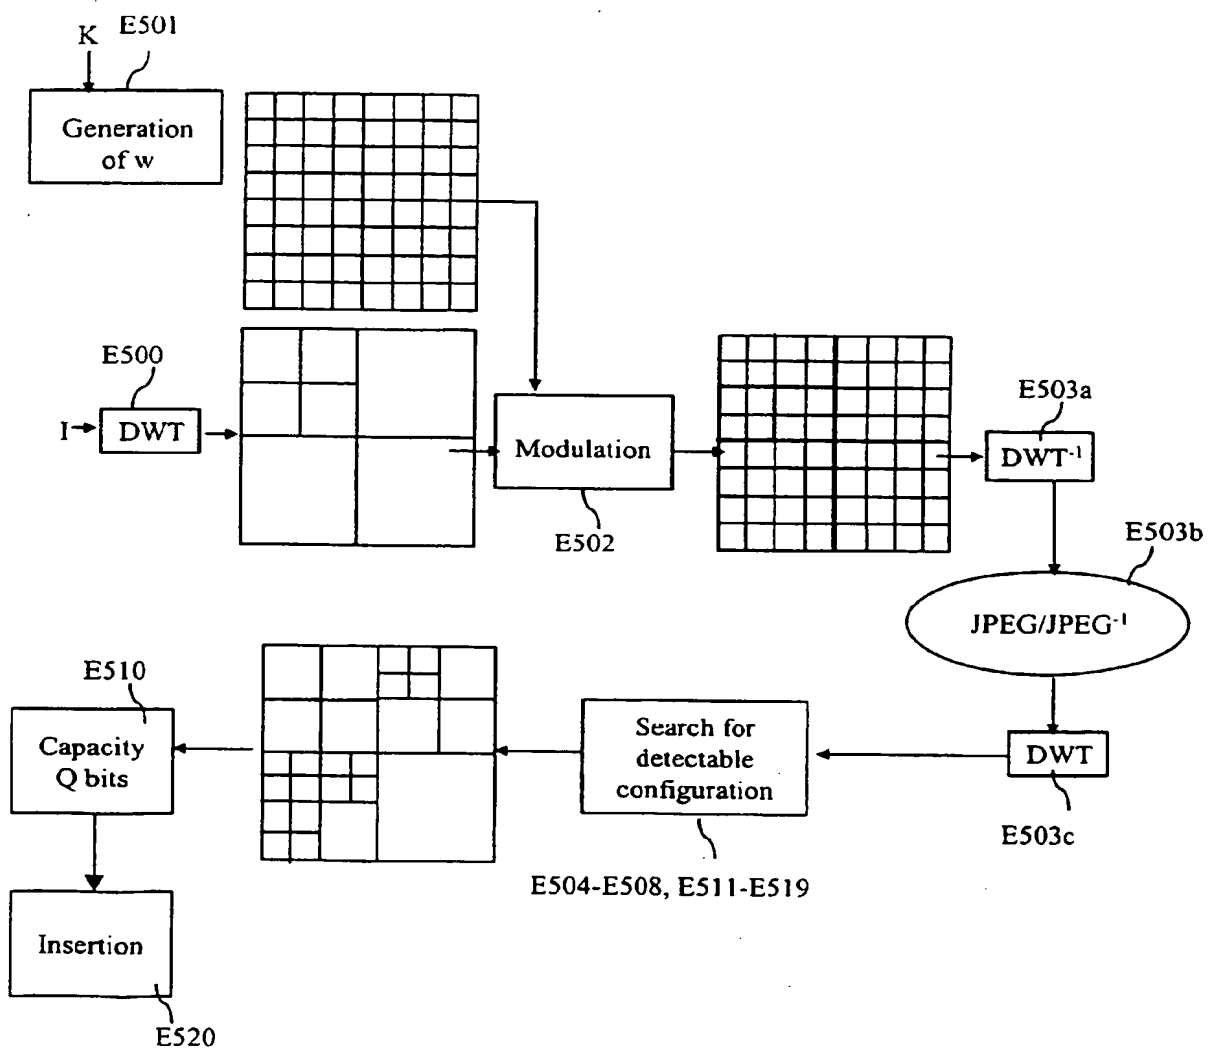 K
E501
Generation
of w
E500
I
DWT
Modulation
E502
E503a
DWT-1
E503b
JPEG/JPEG-1
E510
Capacity
Q bits
Search for
detectable
configuration
DWT
E503c
E504-E508, E511-E519
Insertion
E520